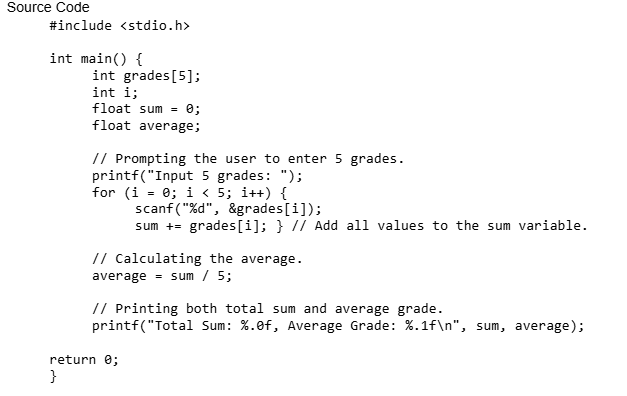 Source Code
#include <stdio.h>
int main() {
int grades[5];
int i;
float sum = 0;
float average;
// Prompting the user to enter 5 grades.
printf("Input 5 grades: ");
for (i = 0; i < 5; i++) {
scanf("%d", &grades[i]);
sum += grades[i]; } // Add all values to the sum variable.
// Calculating the average.
average = sum / 5;
// Printing both total sum and average grade.
printf("Total Sum: %.0f, Average Grade: %.1f\n", sum, average);
return 0;
}